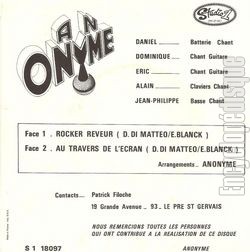 AN
ONYME
DANIEL Batterie Chant
DOMINIQUE Chant Guitare
ERIC Chant Guitare
ALAIN Claviers Chant
JEAN-PHILIPPE Basse Chant
Face 1 . ROCKER REVEUR ( D. DI MATTEO/E.BLANCK )
Face 2 . AU TRAVERS DE L'ECRAN ( D. DI MATTEO/E.BLANCK )
Arrangements ANONYME
Contacts Patrick Filoche
19 Grande Avenue 93 LE PRE ST GERVAIS
NOUS REMERCIONS TOUTES LES PERSONNES
QUI ONT CONTRIBUE A LA REALISATION DE CE DISQUE
S 1 18097 ANONYME